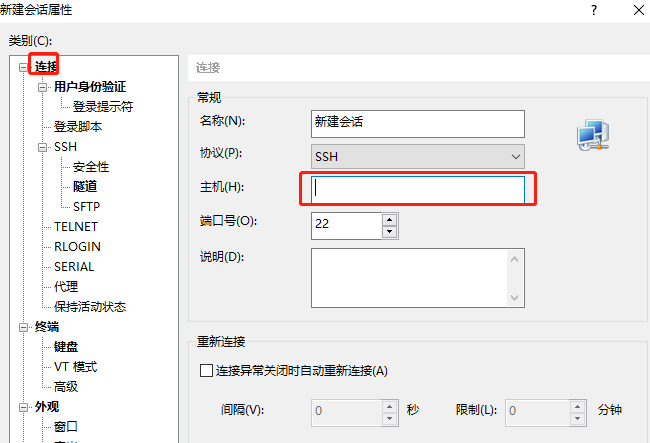 新建会话属性
类别(C):
连接
用户身份验证
登录提示符
登录脚本
SSH
安全性
隧道
SFTP
TELNET
RLOGIN
SERIAL
代理
保持活动状态
终端
键盘
VT 模式
高级
外观
窗口
连接
常规
名称(N):
新建会话
协议(P):
SSH
主机(H):
端口号(O):
22
说明(D):
重新连接
连接异常关闭时自动重新连接(A)
间隔(V):
0
秒
限制(L):
0
分钟